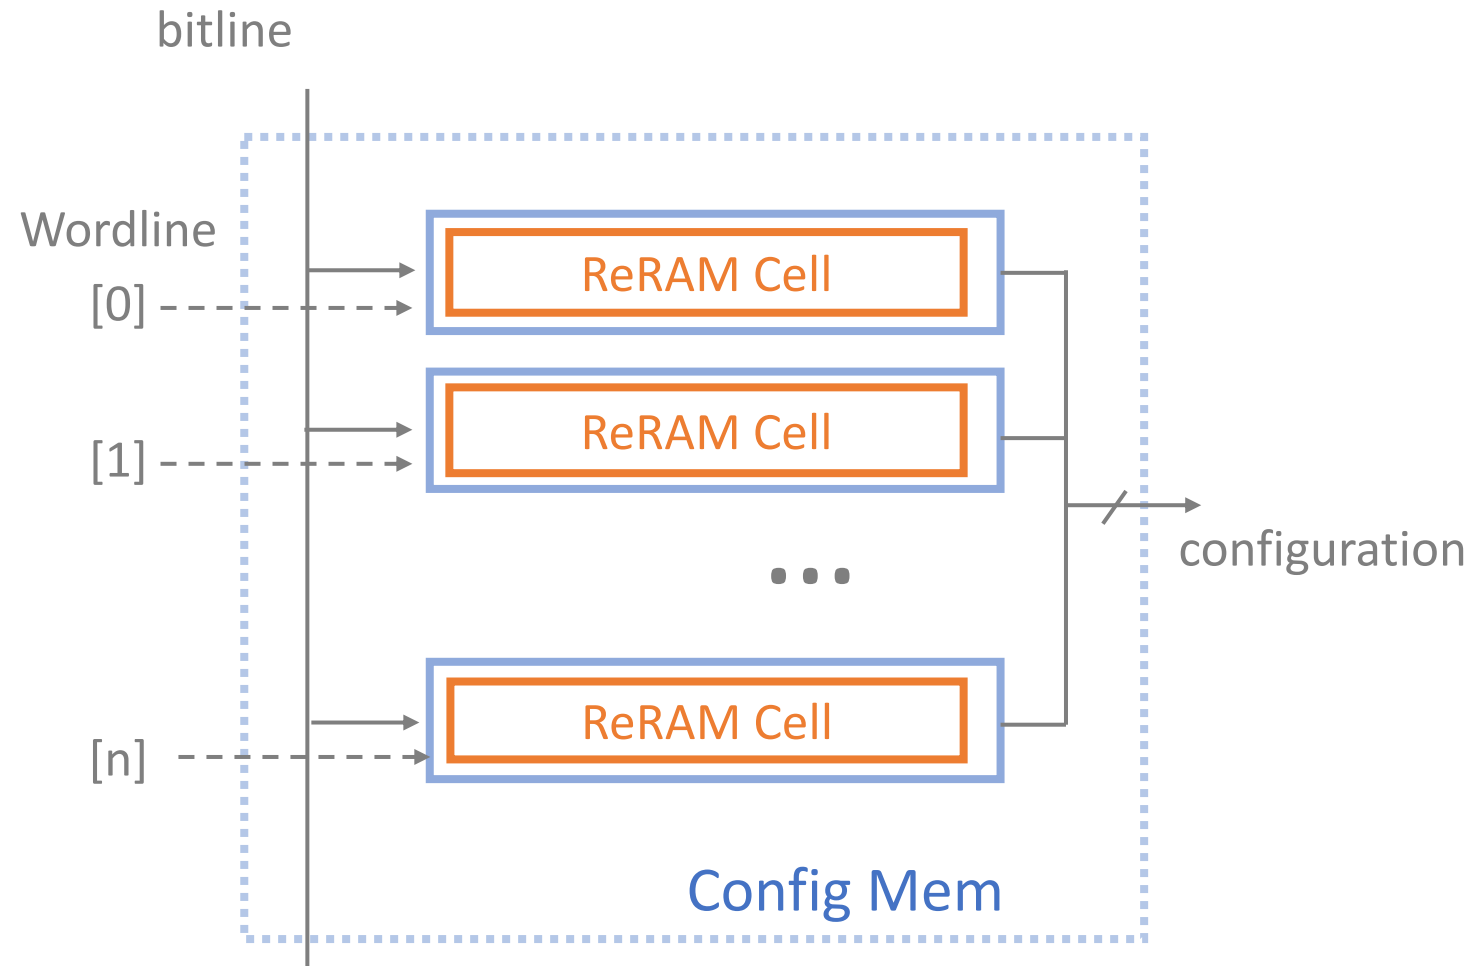 bitline
Wordline
[0]
ReRAM Cell
[1]
ReRAM Cell
...
configuration
[n]
ReRAM Cell
Config Mem